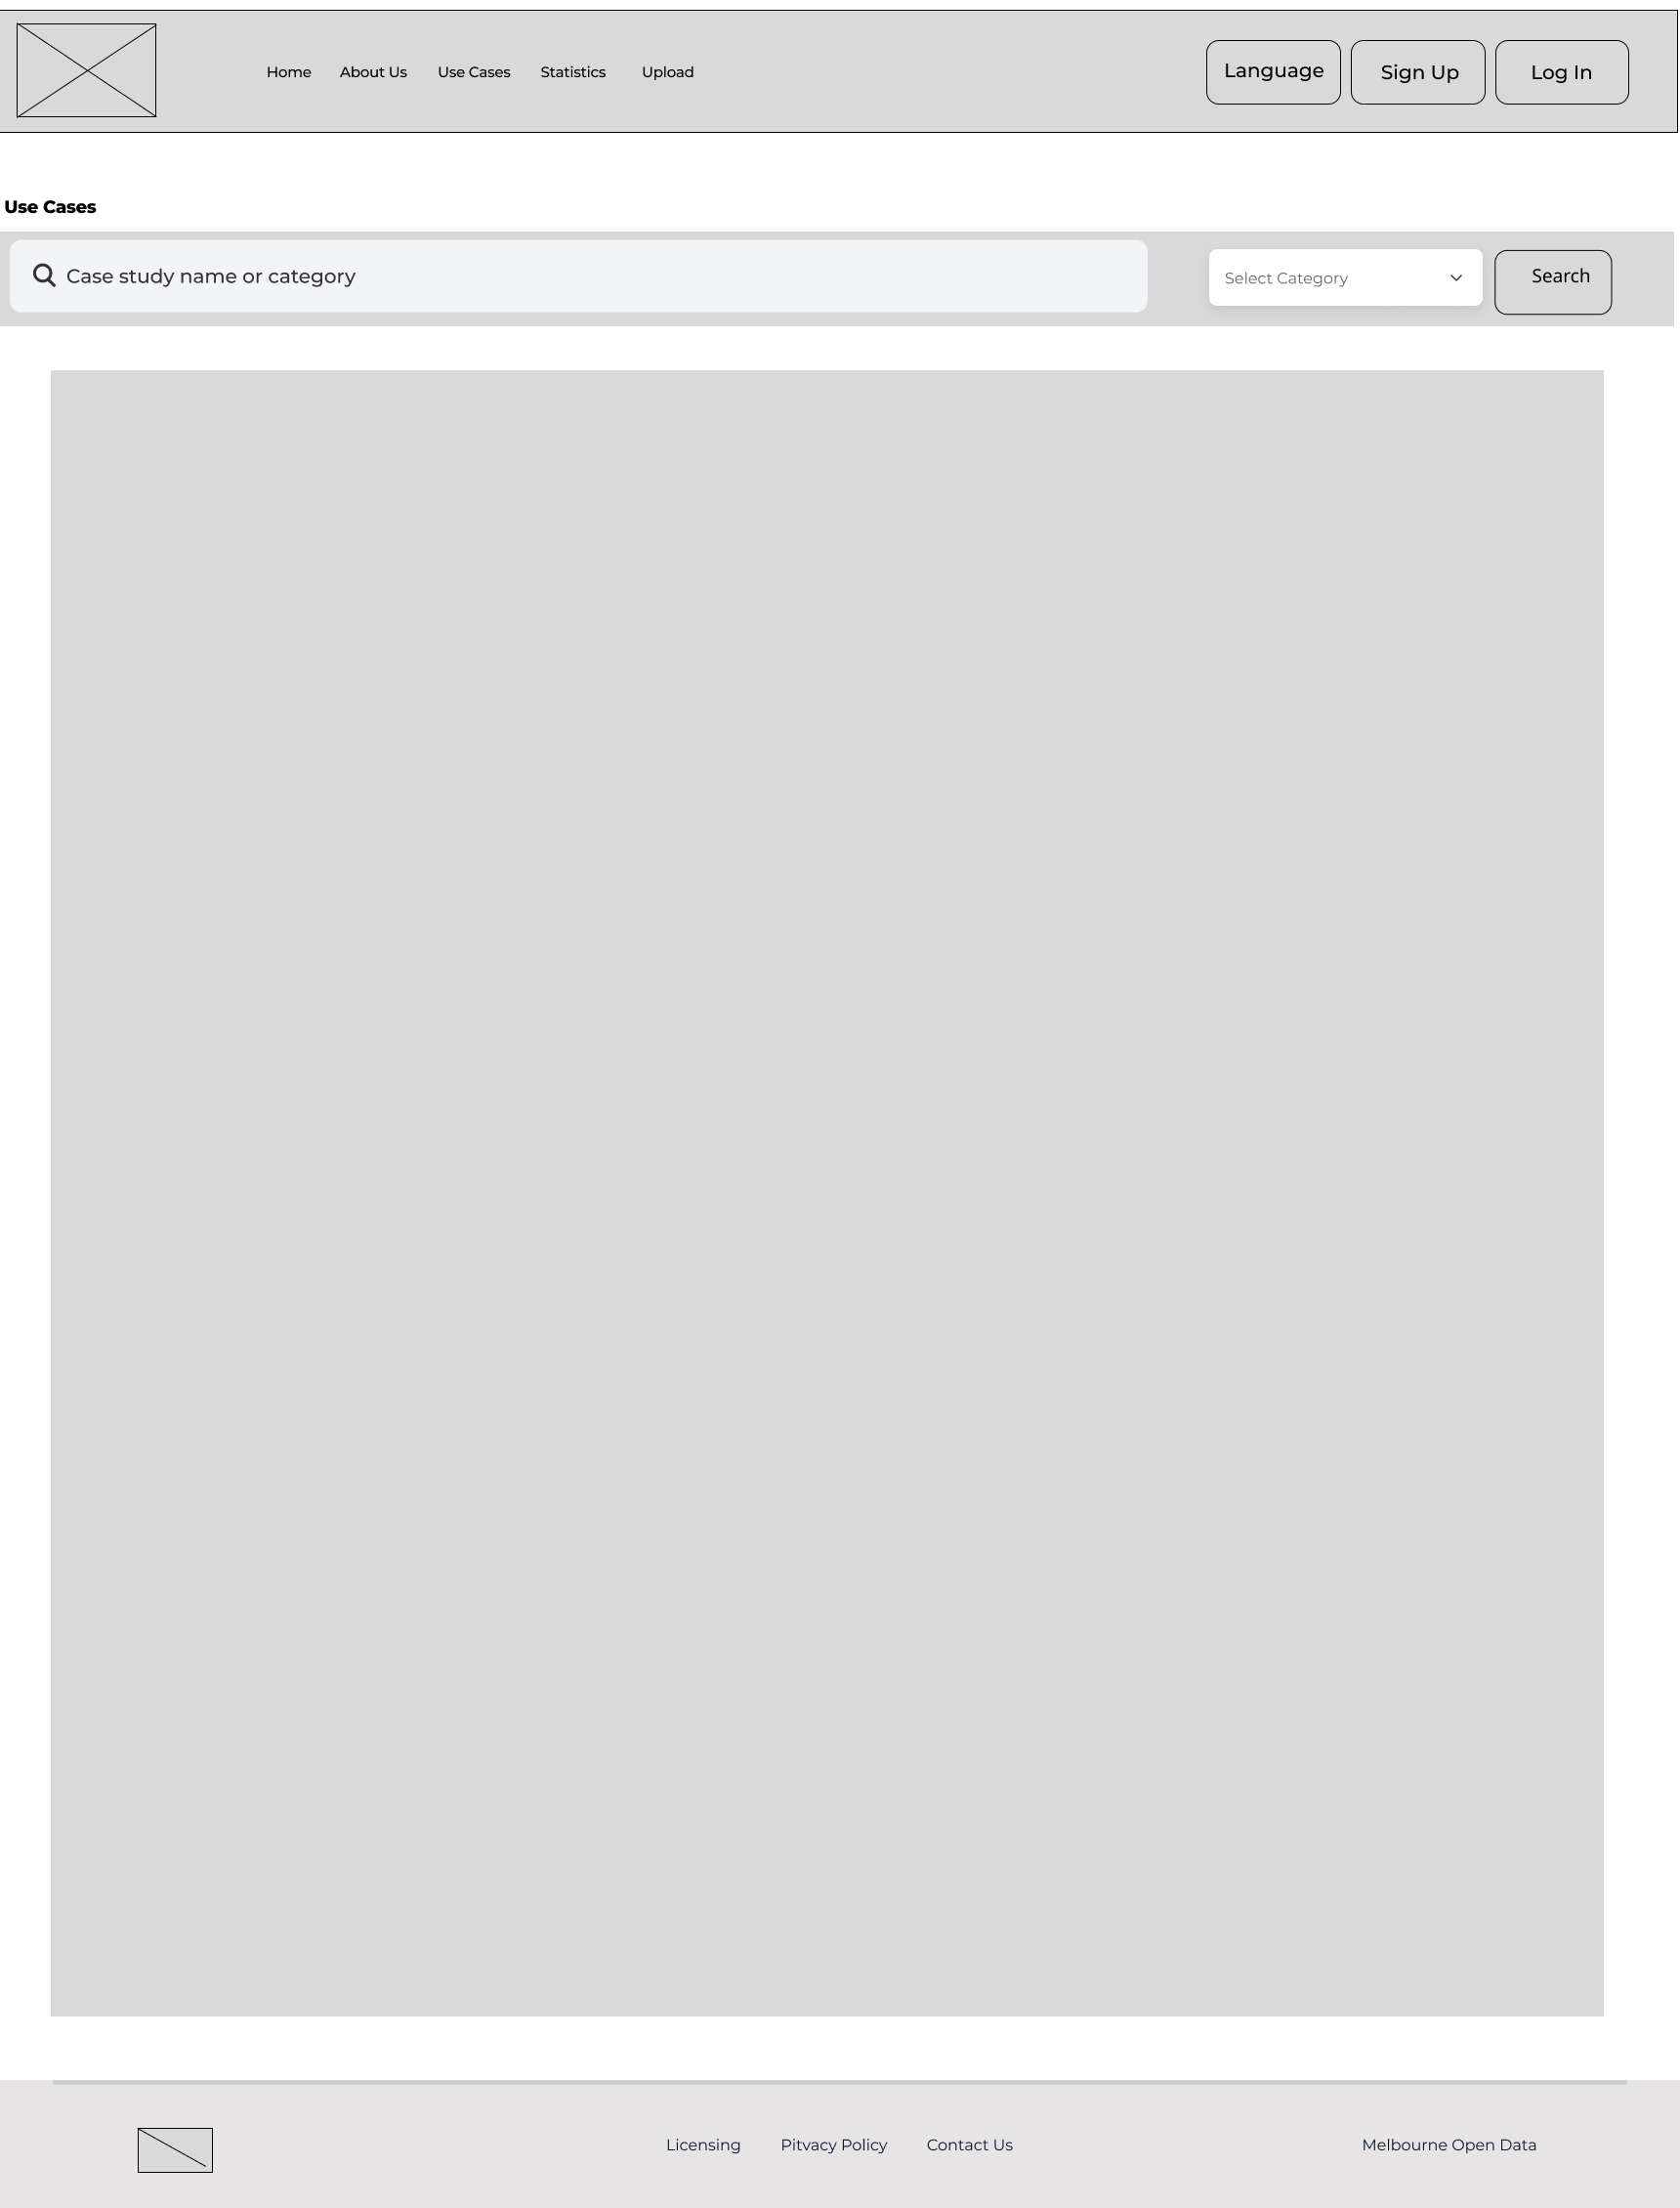 Home About Us Use Cases Statistics Upload Language Sign Up Log In
Use Cases
Case study name or category Select Category Search
Licensing Pitvacy Policy Contact Us Melbourne Open Data